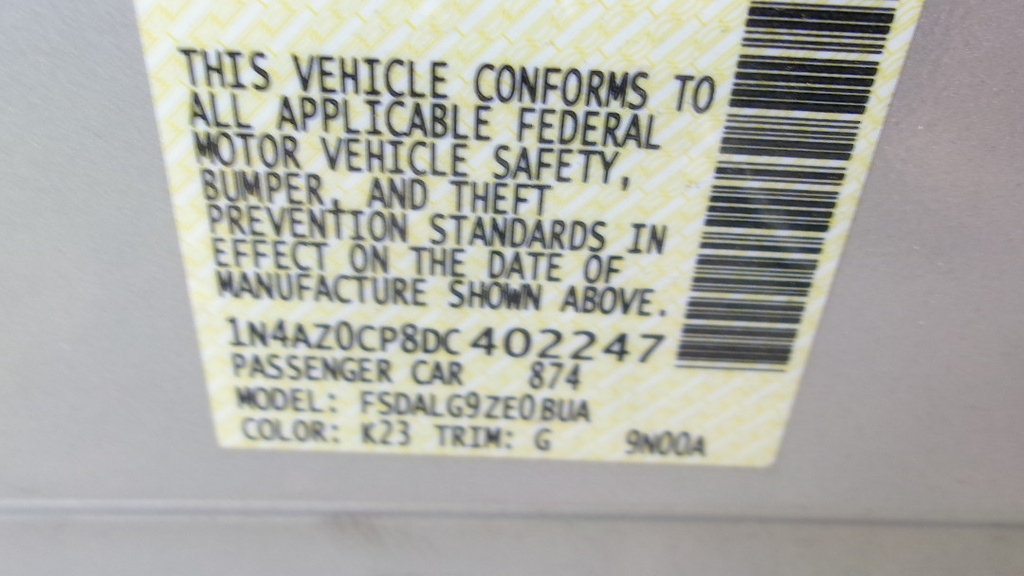 THIS VEHICLE CONFORMS TO
ALL APPLICABLE FEDERAL
MOTOR VEHICLE SAFETY,
BUMPER, AND THEFT
PREVENTION STANDARDS IN
EFFECT ON THE DATE OF
MANUFACTURE SHOWN ABOVE.
1N4AZ0CP8DC402247
PASSENGER CAR 874
MODEL: FSDALG9ZE0BUA
COLOR: K23 TRIM: G 9N00A